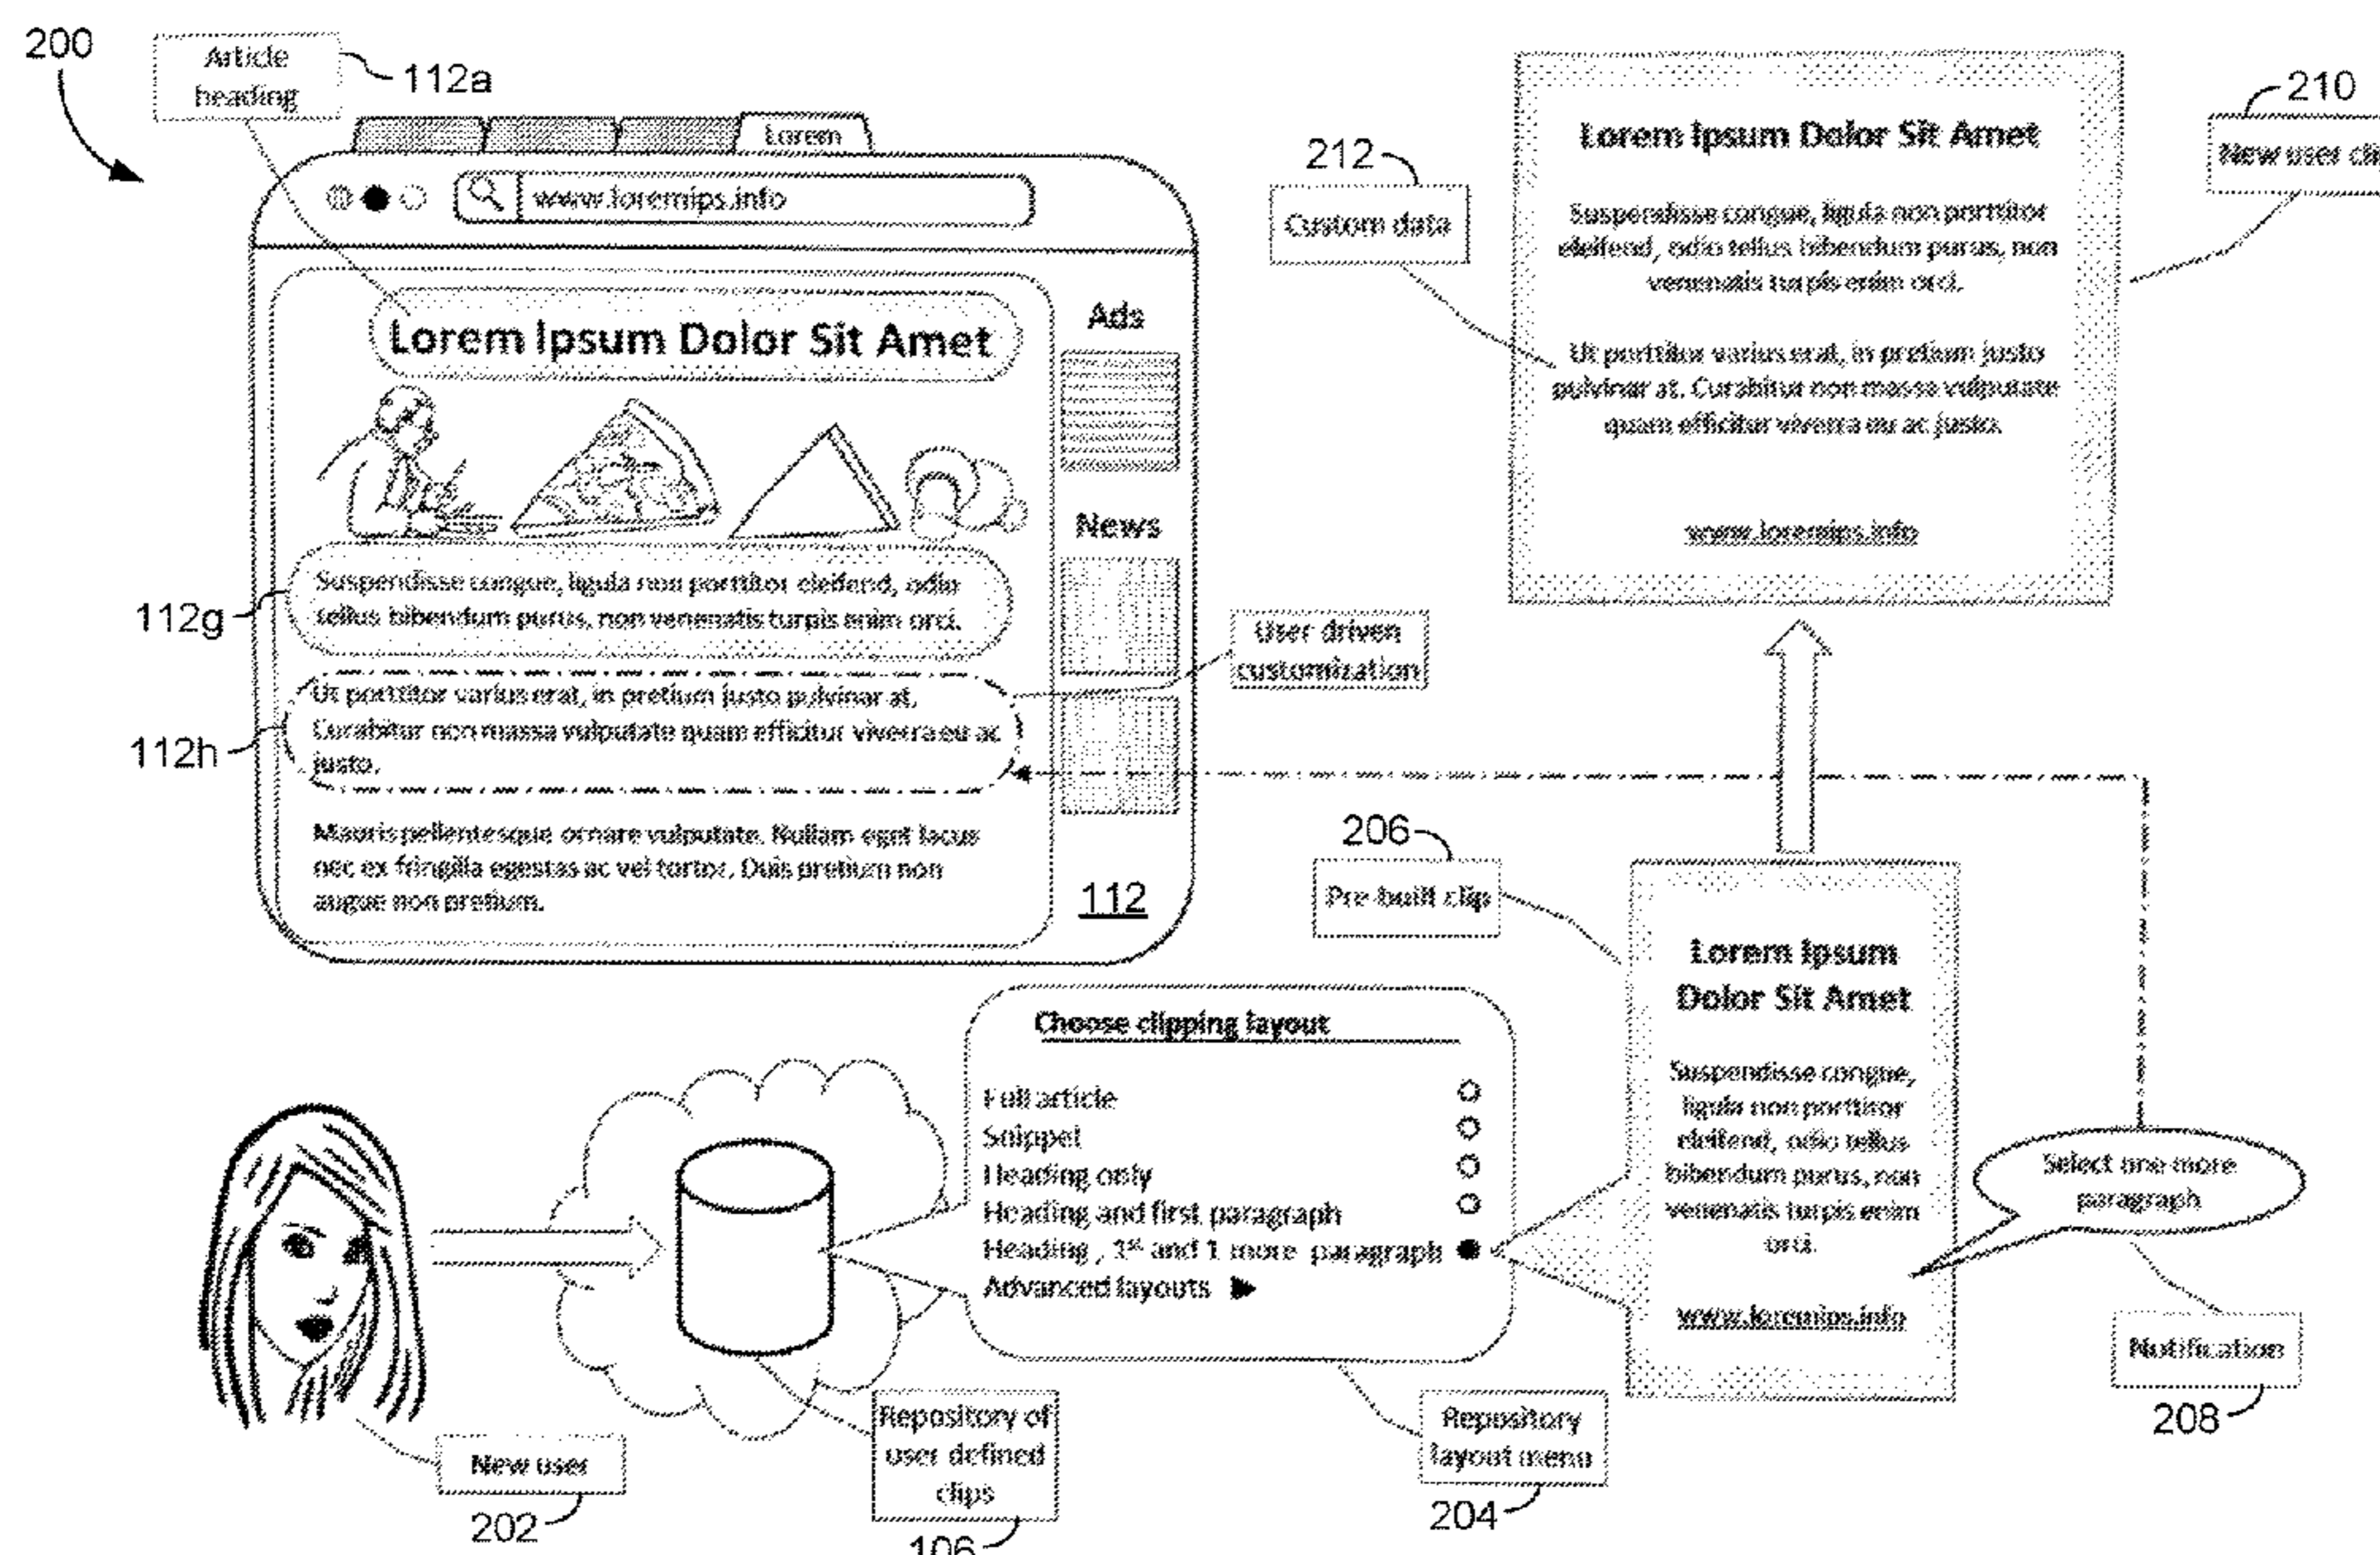 200
Article
heading
112a
Lorem
www.loremips.info
Lorem Ipsum Dolor Sit Amet
Ads
News
112g
Suspendisse congue, ligula non porttitor eleifend, odio
tellus bibendum purus, non venenatis turpis enim orci.
112h
Ut porttitor varius erat, in pretium justo pulvinar at.
Curabitur non massa vulputate quam efficitur viverra eu ac
justo.
User driven
customization
Mauris pellentesque ornare vulputate. Nullam eget lacus
nec ex fringilla egestas ac vel tortor. Duis pretium non
augue non pretium.
112
212
Custom data
Lorem Ipsum Dolor Sit Amet
Suspendisse congue, ligula non porttitor
eleifend, odio tellus bibendum purus, non
venenatis turpis enim orci.
Ut porttitor varius erat, in pretium justo
pulvinar at. Curabitur non massa vulputate
quam efficitur viverra eu ac justo.
www.loremips.info
210
New user
206
Pre-built clip
Lorem Ipsum
Dolor Sit Amet
Suspendisse congue,
ligula non porttitor
eleifend, odio tellus
bibendum purus, non
venenatis turpis enim
orci.
www.loremips.info
Select one more
paragraph
Notification
208
Choose clipping layout
Full article
Snippet
Heading only
Heading and first paragraph
Heading, 1st and 1 more paragraph
Advanced layouts
Repository
layout menu
204
New user
202
Repository of
user defined
clips
106